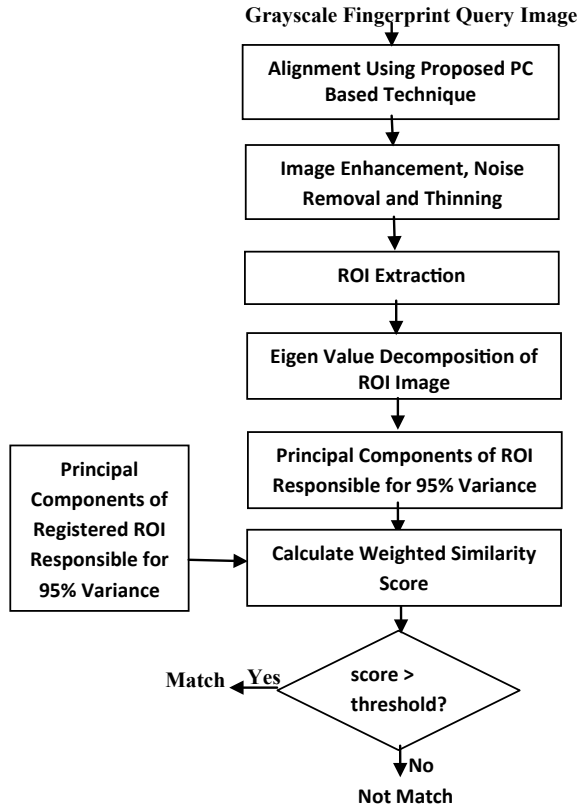 Grayscale Fingerprint Query Image
Alignment Using Proposed PC
Based Technique
Image Enhancement, Noise
Removal and Thinning
ROI Extraction
Eigen Value Decomposition of
ROI Image
Principal Components of ROI
Responsible for 95% Variance
Principal
Components of
Registered ROI
Responsible for
95% Variance
Calculate Weighted Similarity
Score
score >
threshold?
Match
Yes
No
Not Match